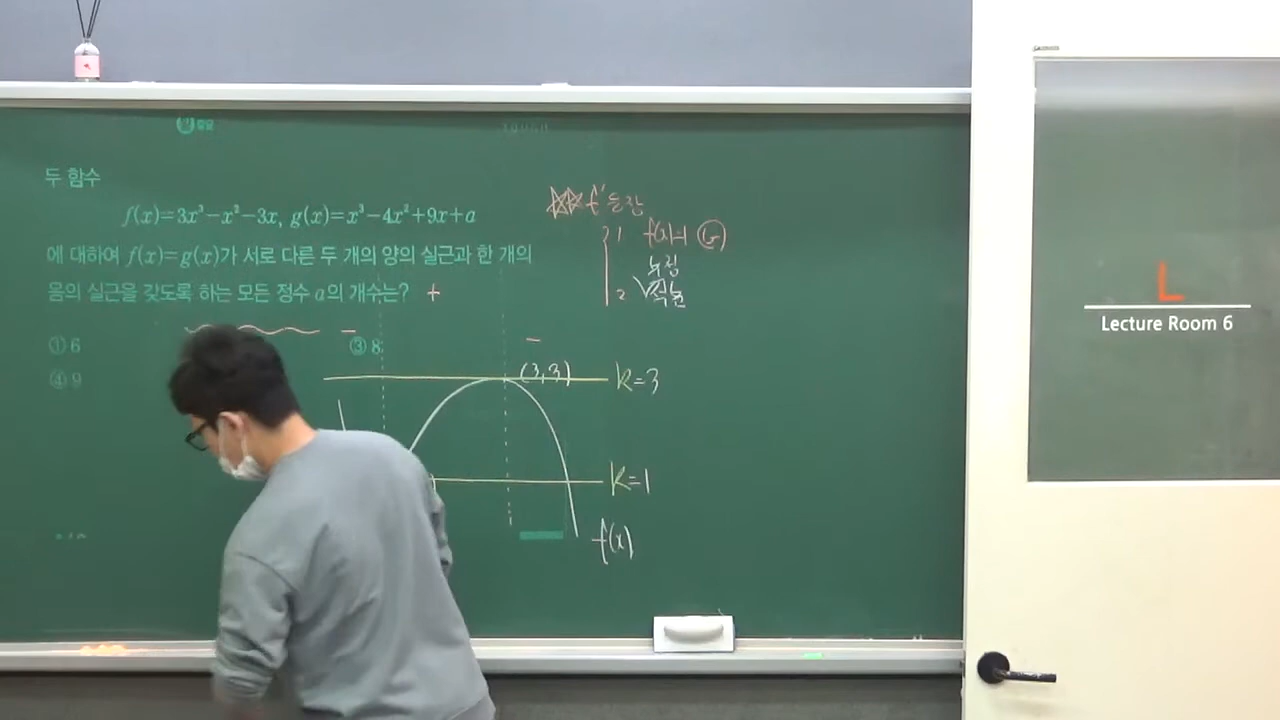 두 함수
f(x)=3x³-x²-3x, g(x)=x³-4x²+9x+a
에 대하여 f(x)=g(x)가 서로 다른 두 개의 양의 실근과 한 개의
음의 실근을 갖도록 하는 모든 정수 a의 개수는? +
① 6
③ 8
④ 9
f'
1 f(x)=
2
(3,3)
k=3
k=1
f(x)
L
Lecture Room 6